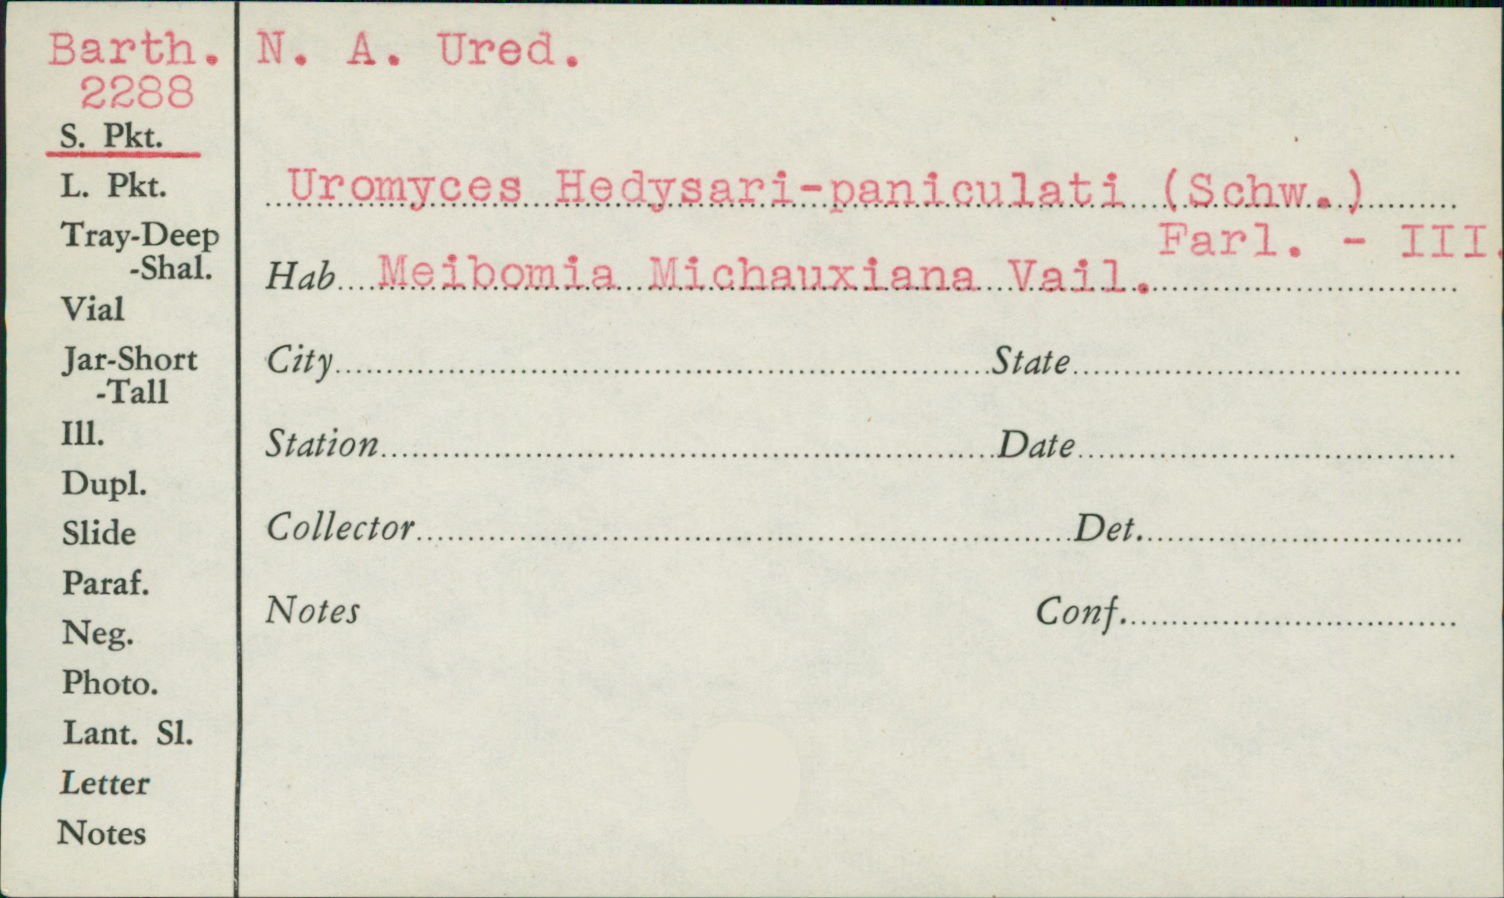 Barth.
2288
S. Pkt.
L. Pkt.
Tray-Deep
-Shal.
Vial
Jar-Short
-Tall
Ill.
Dupl.
Slide
Paraf.
Neg.
Photo.
Lant. Sl.
Letter
Notes
N. A. Ured.
Uromyces Hedysari-paniculati (Schw.)
Farl. - III.
Hab Meibomia Michauxiana Vail.
City State
Station Date
Collector Det.
Notes Conf.